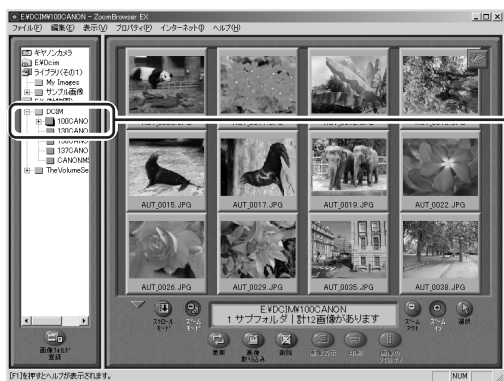 E:¥DCIM¥100CANON - ZoomBrowser EX
ファイル(F) 編集(E) 表示(V) プロパティ(P) インターネット(I) ヘルプ(H)
キヤノンカメラ
E:¥Dcim
ライブラリ(その1)
My Images
サンプル画像
DCIM
100CANO
130CANO
137CANO
CANONMS
TheVolumeSe
AUT_0015.JPG
AUT_0017.JPG
AUT_0019.JPG
AUT_0022.JPG
AUT_0026.JPG
AUT_0029.JPG
AUT_0035.JPG
AUT_0038.JPG
スクロール モード
ズーム モード
E:¥DCIM¥100CANON
1 サブフォルダ | 計12画像があります
ズーム アウト
ズーム イン
選択
画像フォルダ 登録
更新
画像 取り込み
削除
画像表示
印刷
[F1]を押すとヘルプが表示されます。
NUM